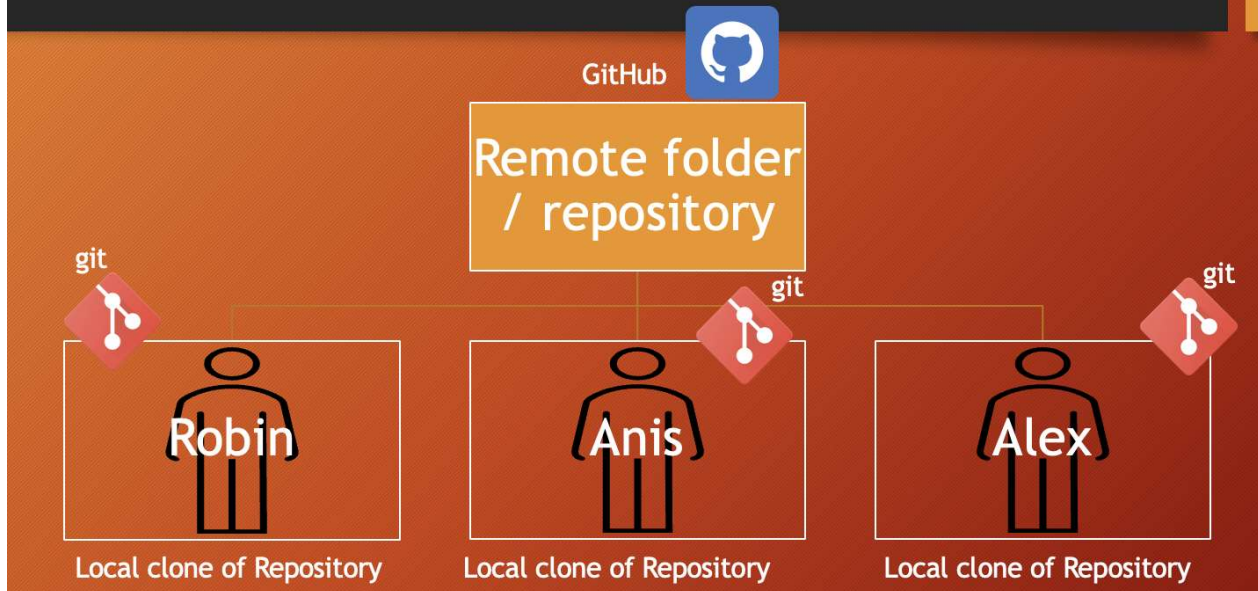 GitHub
Remote folder
/ repository
git
git
git
Robin
Anis
Alex
Local clone of Repository
Local clone of Repository
Local clone of Repository